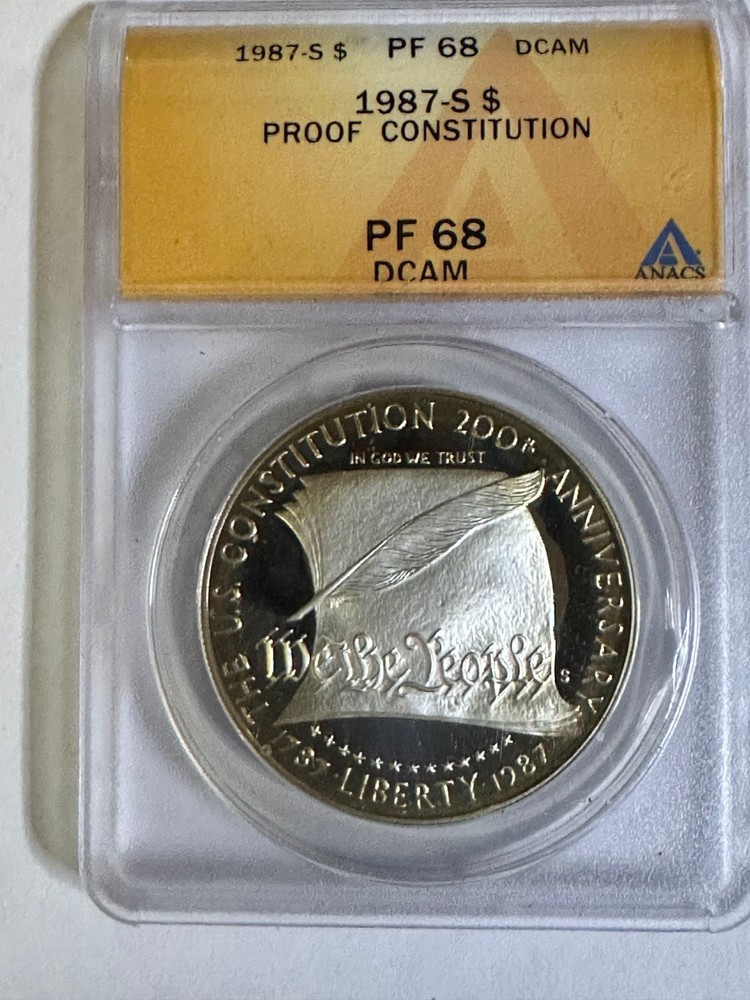 1987-S $ PF 68 DCAM
1987-S $
PROOF CONSTITUTION
PF 68
DCAM
ANACS
THE U.S. CONSTITUTION 200th ANNIVERSARY
IN GOD WE TRUST
We the People
S
1787 · LIBERTY · 1987